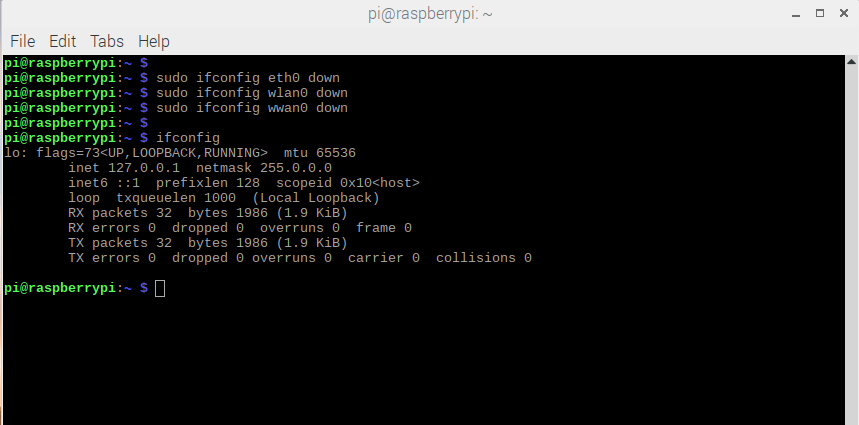 pi@raspberrypi: ~
File Edit Tabs Help
pi@raspberrypi:~ $
pi@raspberrypi:~ $ sudo ifconfig eth0 down
pi@raspberrypi:~ $ sudo ifconfig wlan0 down
pi@raspberrypi:~ $ sudo ifconfig wwan0 down
pi@raspberrypi:~ $
pi@raspberrypi:~ $ ifconfig
lo: flags=73<UP,LOOPBACK,RUNNING>  mtu 65536
        inet 127.0.0.1  netmask 255.0.0.0
        inet6 ::1  prefixlen 128  scopeid 0x10<host>
        loop  txqueuelen 1000  (Local Loopback)
        RX packets 32  bytes 1986 (1.9 KiB)
        RX errors 0  dropped 0  overruns 0  frame 0
        TX packets 32  bytes 1986 (1.9 KiB)
        TX errors 0  dropped 0 overruns 0  carrier 0  collisions 0
pi@raspberrypi:~ $